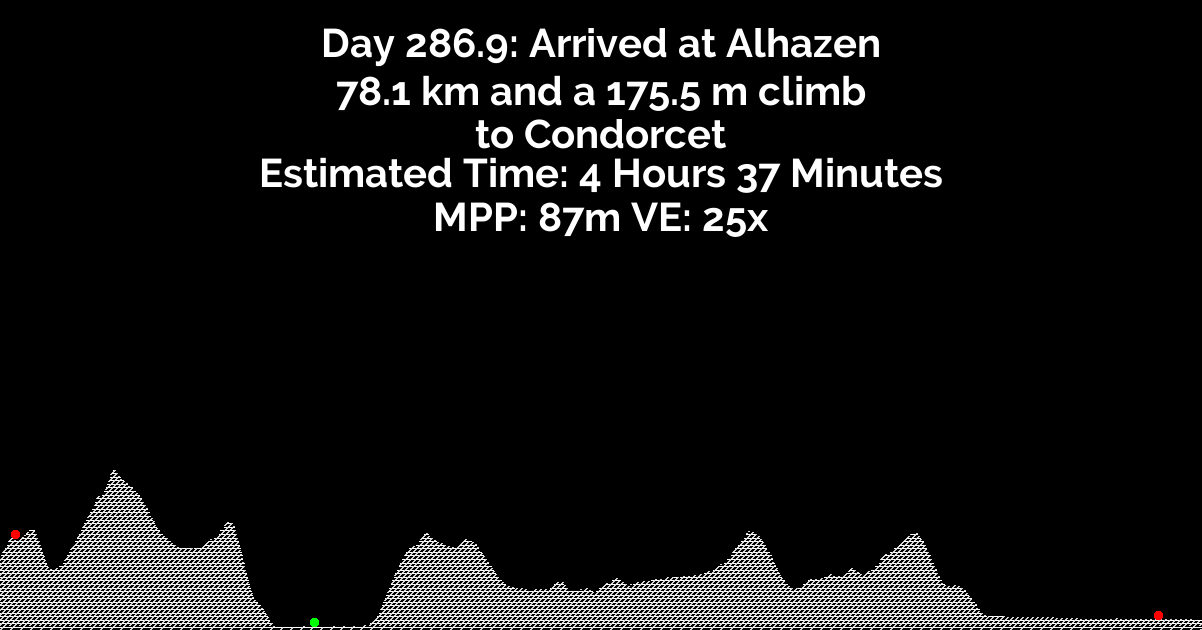 Day 286.9: Arrived at Alhazen
78.1 km and a 175.5 m climb
to Condorcet
Estimated Time: 4 Hours 37 Minutes
MPP: 87m VE: 25x